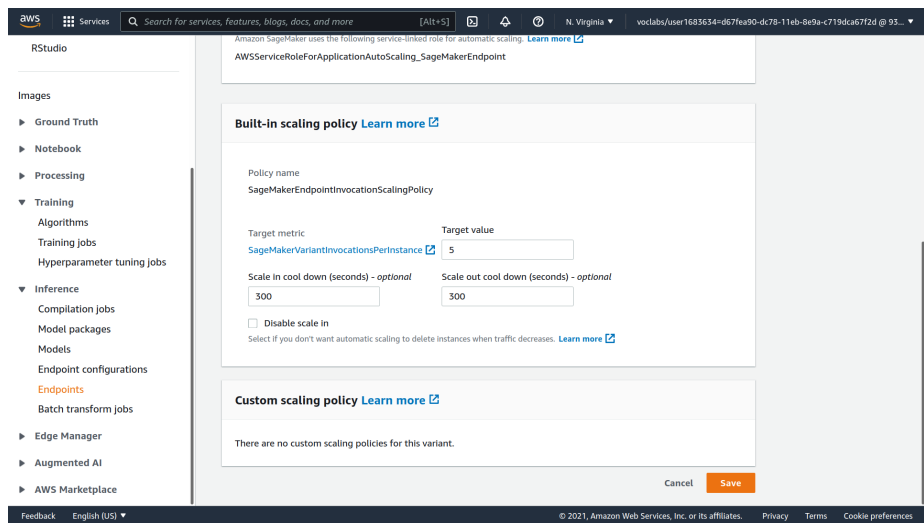 aws Services Search for services, features, blogs, docs, and more [Alt+S] N. Virginia ▼ voclabs/user1683634=d67fea90-dc78-11eb-8e9a-c719dca67f2d @ 93... ▼
RStudio
Images
Ground Truth
Notebook
Processing
Training
Algorithms
Training jobs
Hyperparameter tuning jobs
Inference
Compilation jobs
Model packages
Models
Endpoint configurations
Endpoints
Batch transform jobs
Edge Manager
Augmented AI
AWS Marketplace
Amazon SageMaker uses the following service-linked role for automatic scaling. Learn more
AWSServiceRoleForApplicationAutoScaling_SageMakerEndpoint
Built-in scaling policy Learn more
Policy name
SageMakerEndpointInvocationScalingPolicy
Target metric
SageMakerVariantInvocationsPerInstance
Target value
5
Scale in cool down (seconds) - optional
300
Scale out cool down (seconds) - optional
300
Disable scale in
Select if you don't want automatic scaling to delete instances when traffic decreases. Learn more
Custom scaling policy Learn more
There are no custom scaling policies for this variant.
Cancel Save
Feedback English (US) ▼ © 2021, Amazon Web Services, Inc. or its affiliates. Privacy Terms Cookie preferences